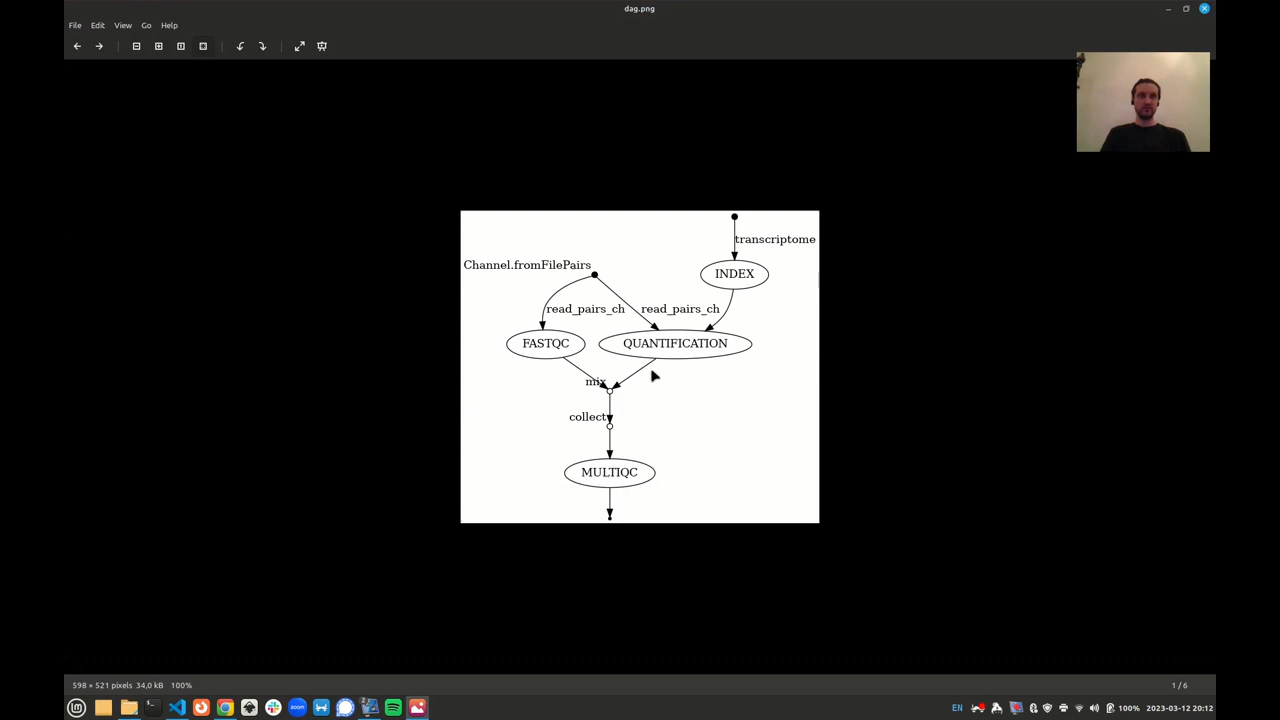 dag.png
File Edit View Go Help
transcriptome
Channel.fromFilePairs
INDEX
read_pairs_ch
read_pairs_ch
FASTQC
QUANTIFICATION
mix
collect
MULTIQC
598 × 521 pixels 34,0 kB 100%
1 / 6
zoom
EN
100%
2023-03-12 20:12